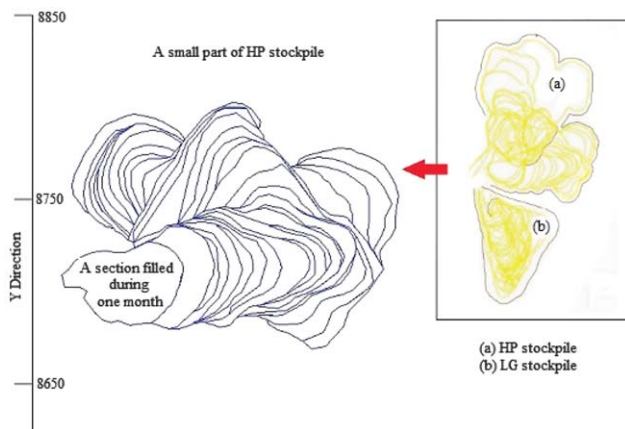 8850
A small part of HP stockpile
(a)
8750
Y Direction
(b)
A section filled
during
one month
(a) HP stockpile
(b) LG stockpile
8650